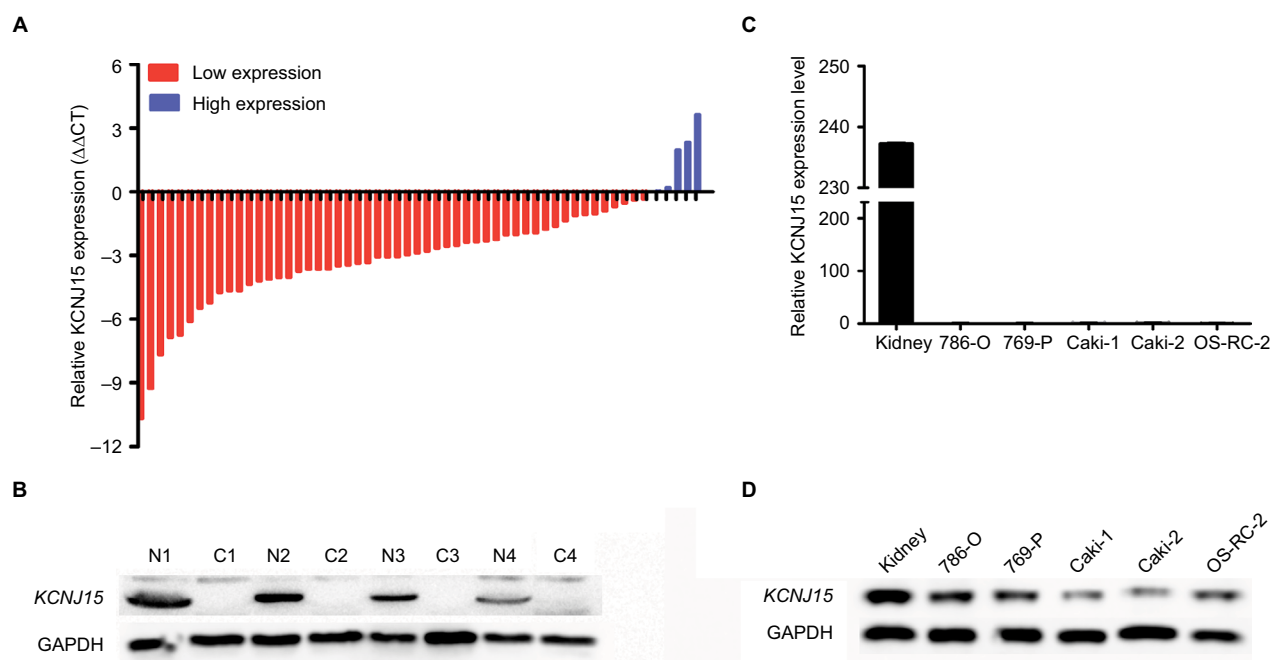 A
Relative KCNJ15 expression (ΔΔCT)
6
3
0
–3
–6
–9
–12
Low expression
High expression
C
Relative KCNJ15 expression level
250
240
230
200
100
0
Kidney 786-O 769-P Caki-1 Caki-2 OS-RC-2
B
N1 C1 N2 C2 N3 C3 N4 C4
KCNJ15
GAPDH
D
Kidney 786-O 769-P Caki-1 Caki-2 OS-RC-2
KCNJ15
GAPDH